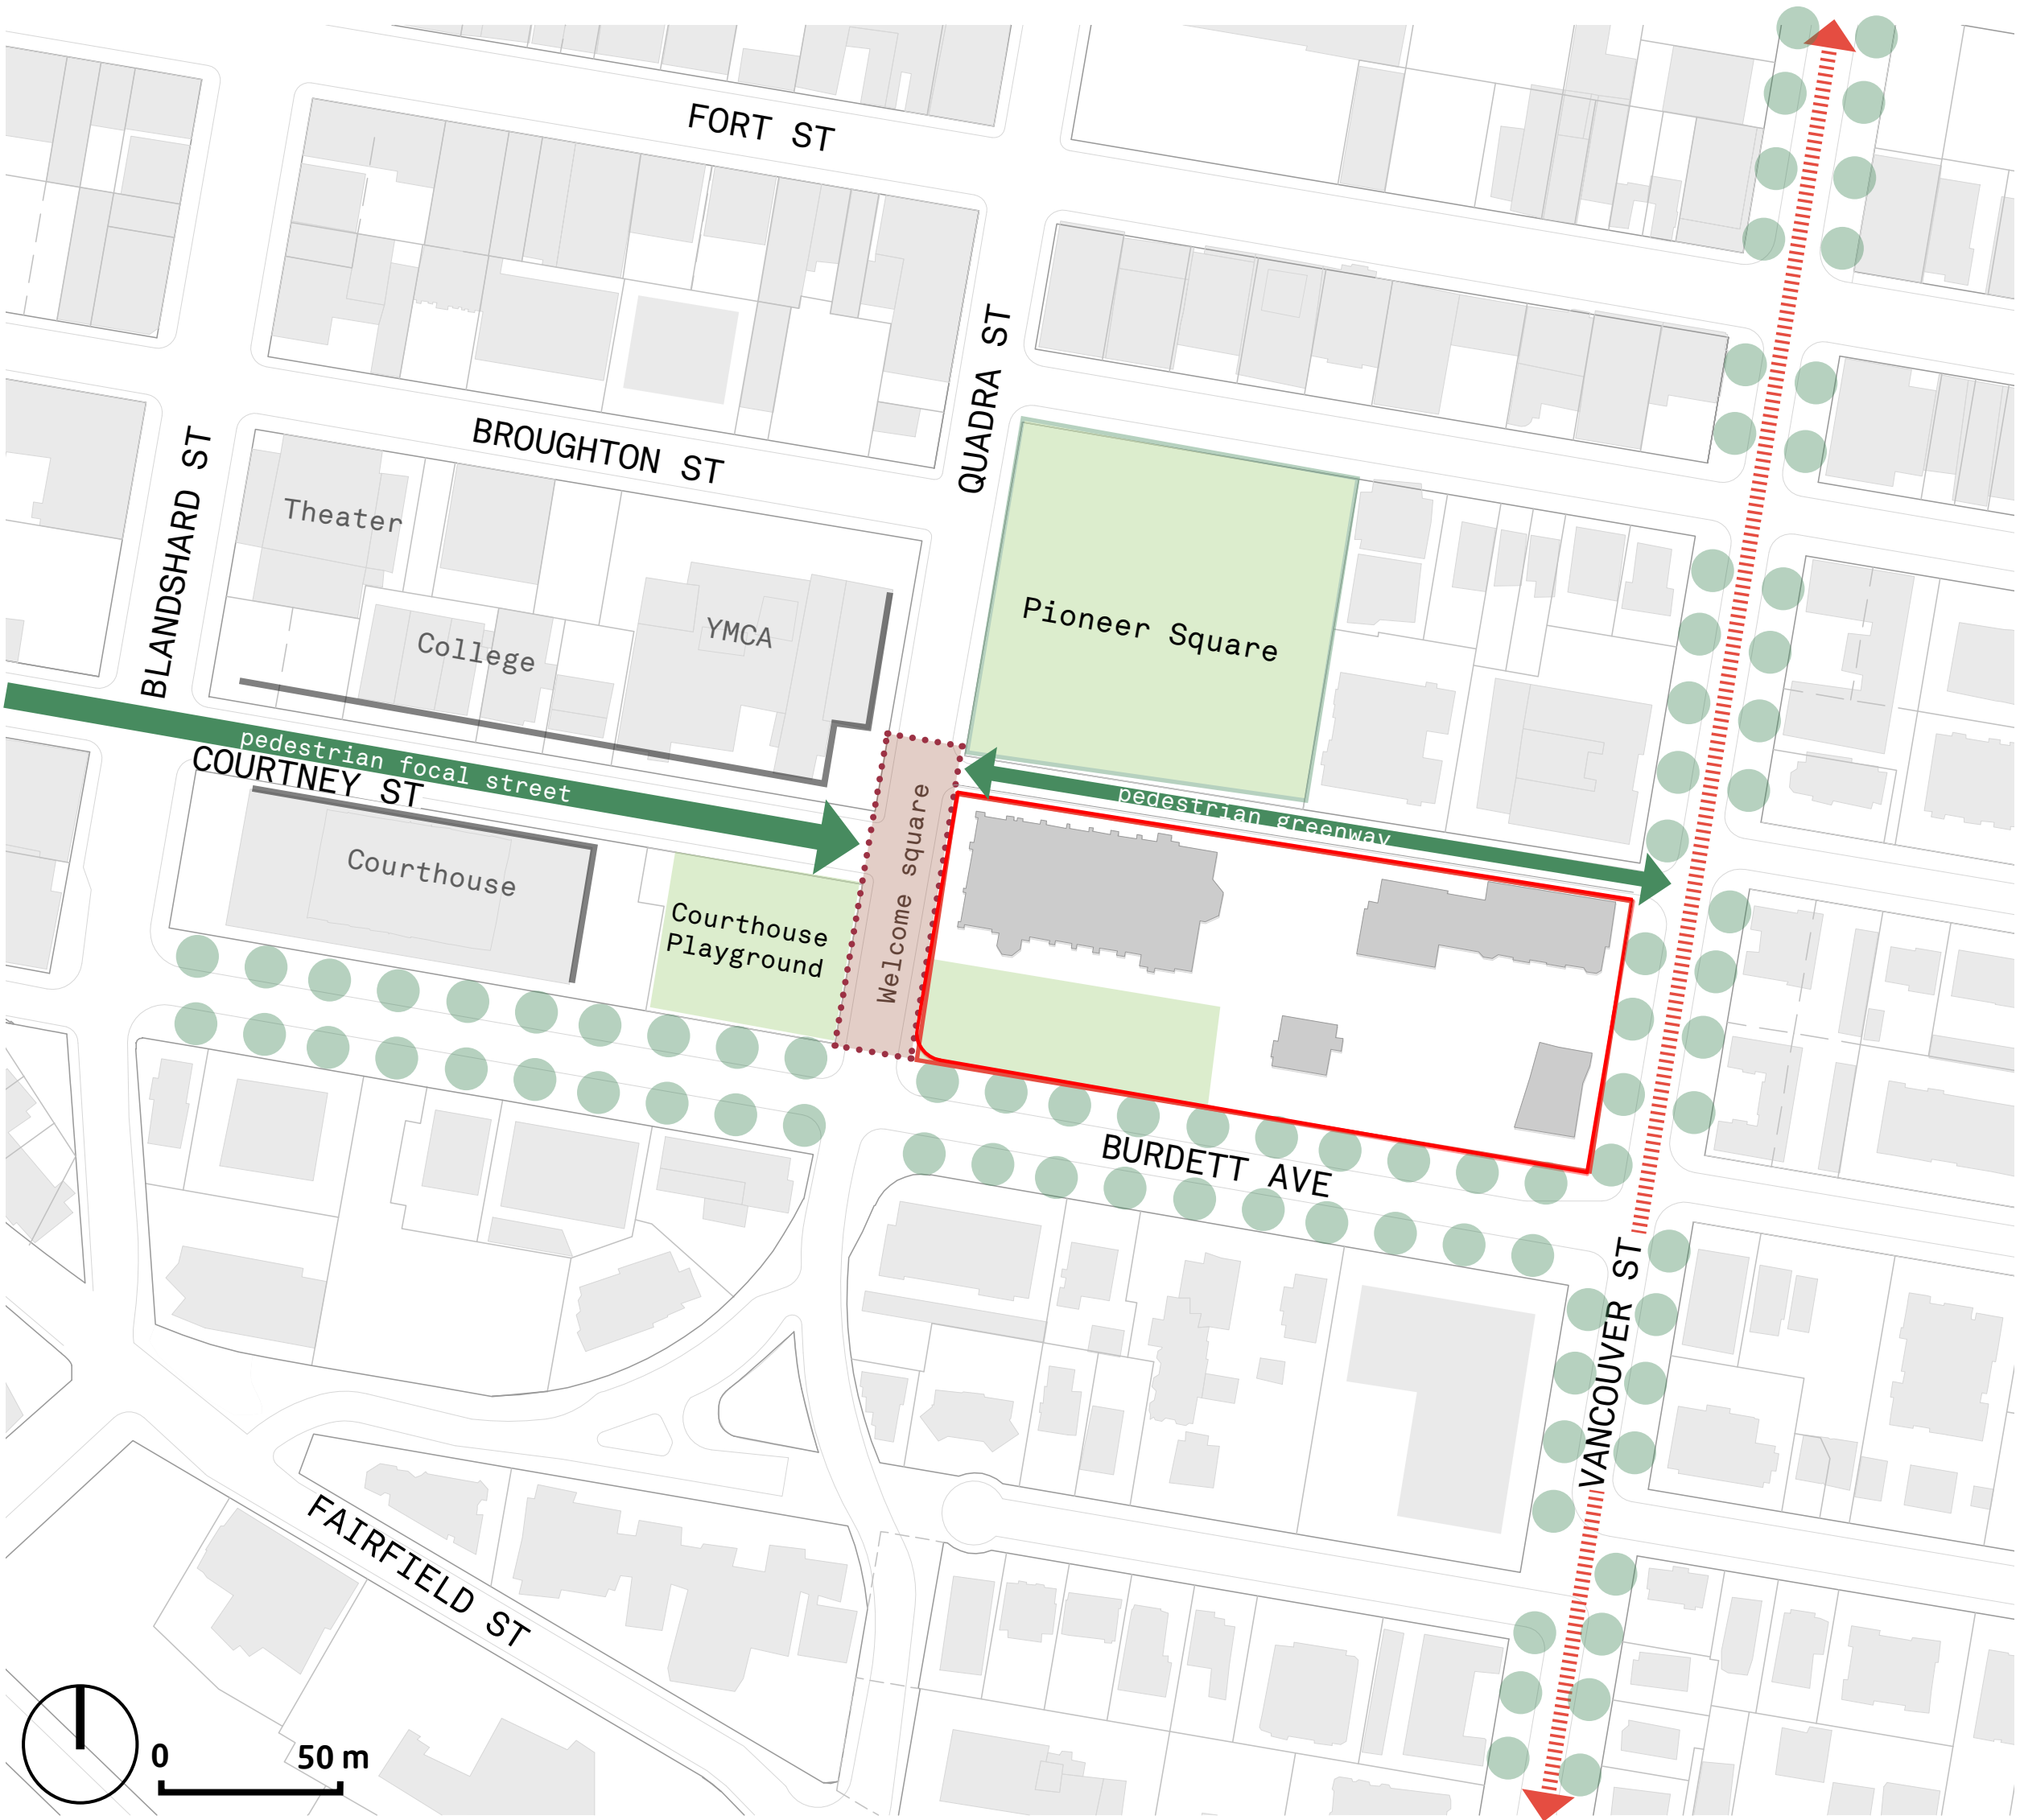 FORT ST
QUADRA ST
BROUGHTON ST
BLANDSHARD ST
Theater
College
YMCA
Pioneer Square
pedestrian focal street
COURTNEY ST
pedestrian greenway
Courthouse
Courthouse
Playground
Welcome square
BURDETT AVE
VANCOUVER ST
FAIRFIELD ST
0 50 m